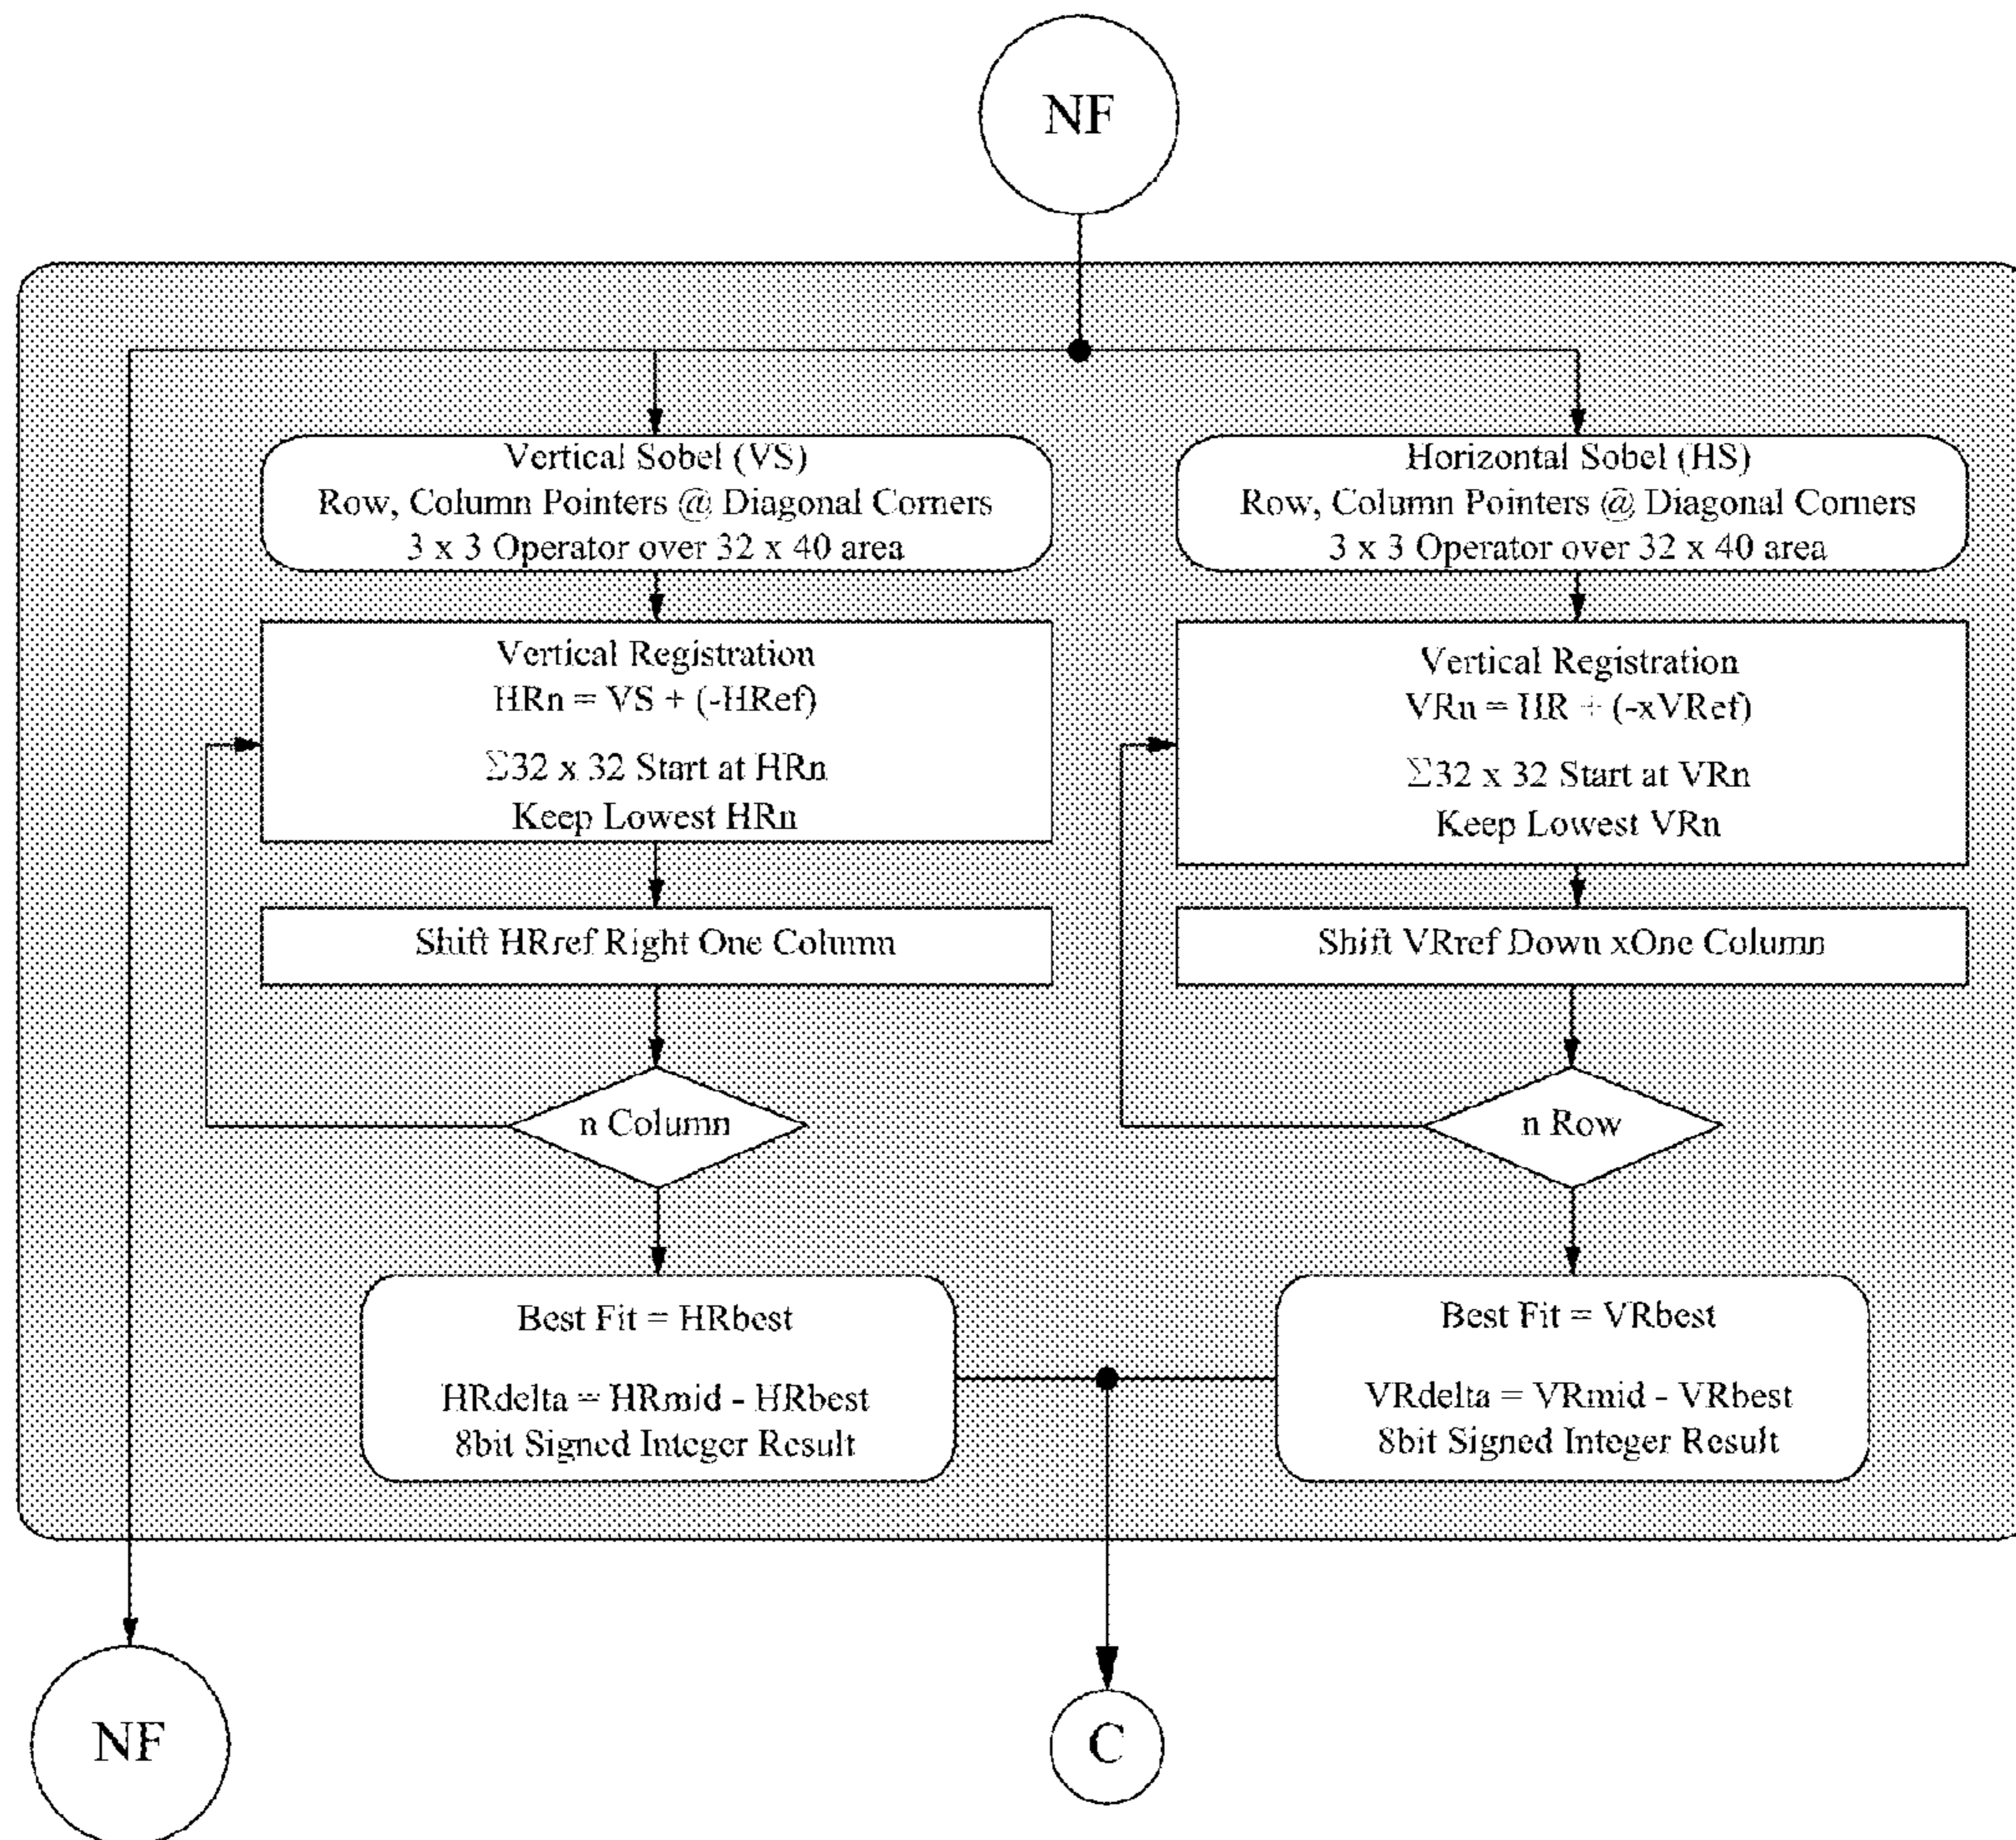 NF
Vertical Sobel (VS)
Row, Column Pointers @ Diagonal Corners
3 x 3 Operator over 32 x 40 area
Horizontal Sobel (HS)
Row, Column Pointers @ Diagonal Corners
3 x 3 Operator over 32 x 40 area
Vertical Registration
HRn = VS + (-HRef)
Σ32 x 32 Start at HRn
Keep Lowest HRn
Vertical Registration
VRn = HR + (-xVRef)
Σ32 x 32 Start at VRn
Keep Lowest VRn
Shift HRref Right One Column
Shift VRref Down xOne Column
n Column
n Row
Best Fit = HRbest
HRdelta = HRmid - HRbest
8bit Signed Integer Result
Best Fit = VRbest
VRdelta = VRmid - VRbest
8bit Signed Integer Result
NF
C